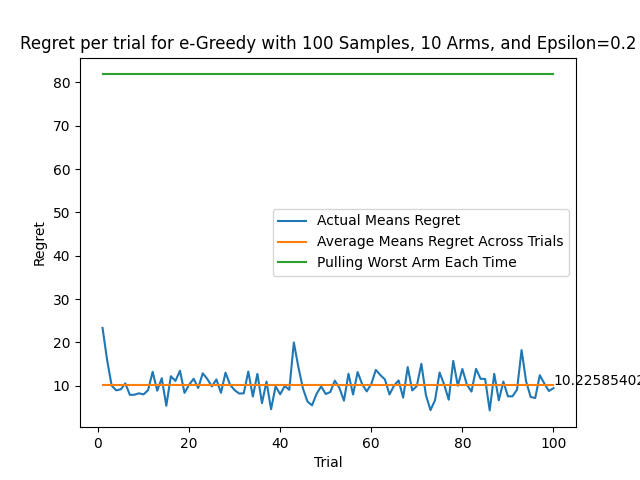 Regret per trial for e-Greedy with 100 Samples, 10 Arms, and Epsilon=0.2
80
70
60
50
40
30
20
10
Regret
Actual Means Regret
Average Means Regret Across Trials
Pulling Worst Arm Each Time
10.22585402
0 20 40 60 80 100
Trial